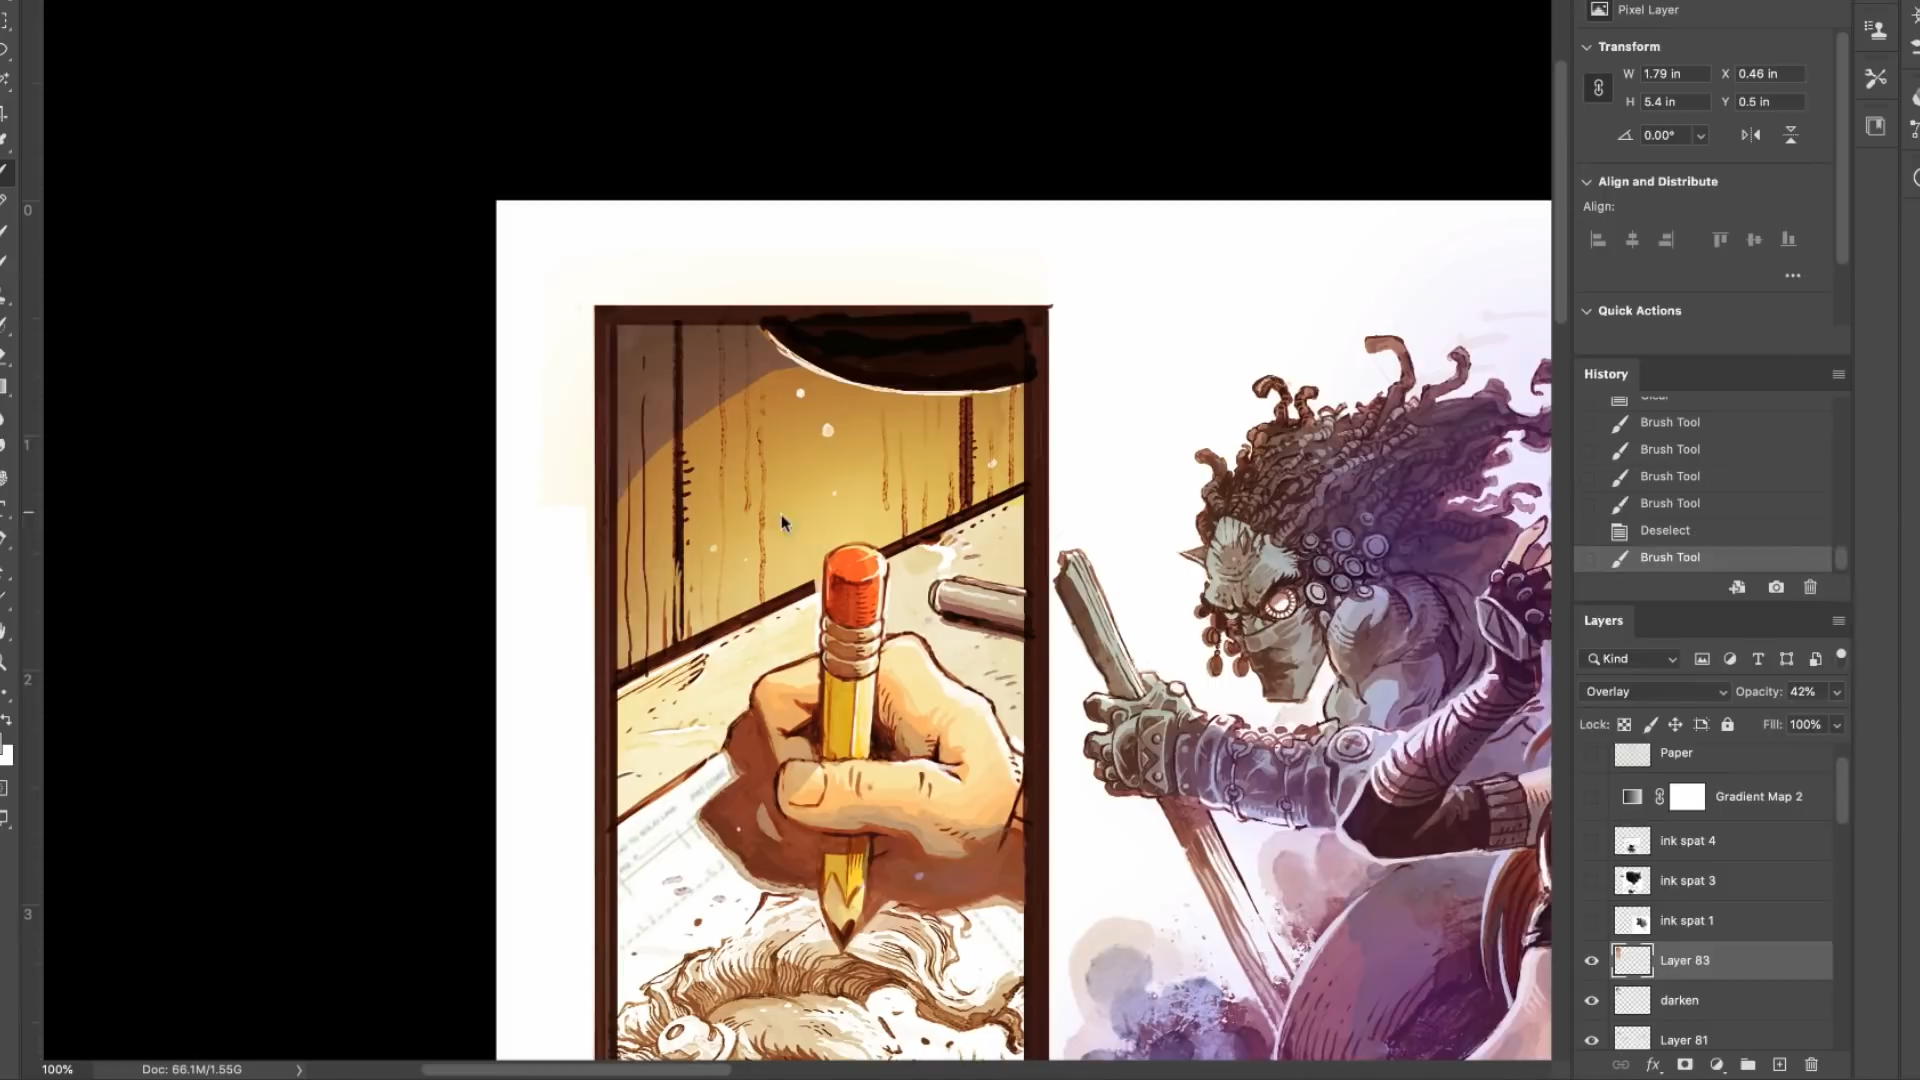 Pixel Layer
Transform
W 1.79 in X 0.46 in
H 5.4 in Y 0.5 in
0.00°
Align and Distribute
Align:
Quick Actions
History
Clear
Brush Tool
Brush Tool
Brush Tool
Brush Tool
Deselect
Brush Tool
Layers
Kind
Overlay Opacity: 42%
Lock: Fill: 100%
Paper
Gradient Map 2
ink spat 4
ink spat 3
ink spat 1
Layer 83
darken
Layer 81
fx
0
1
2
3
100% Doc: 66.1M/1.55G